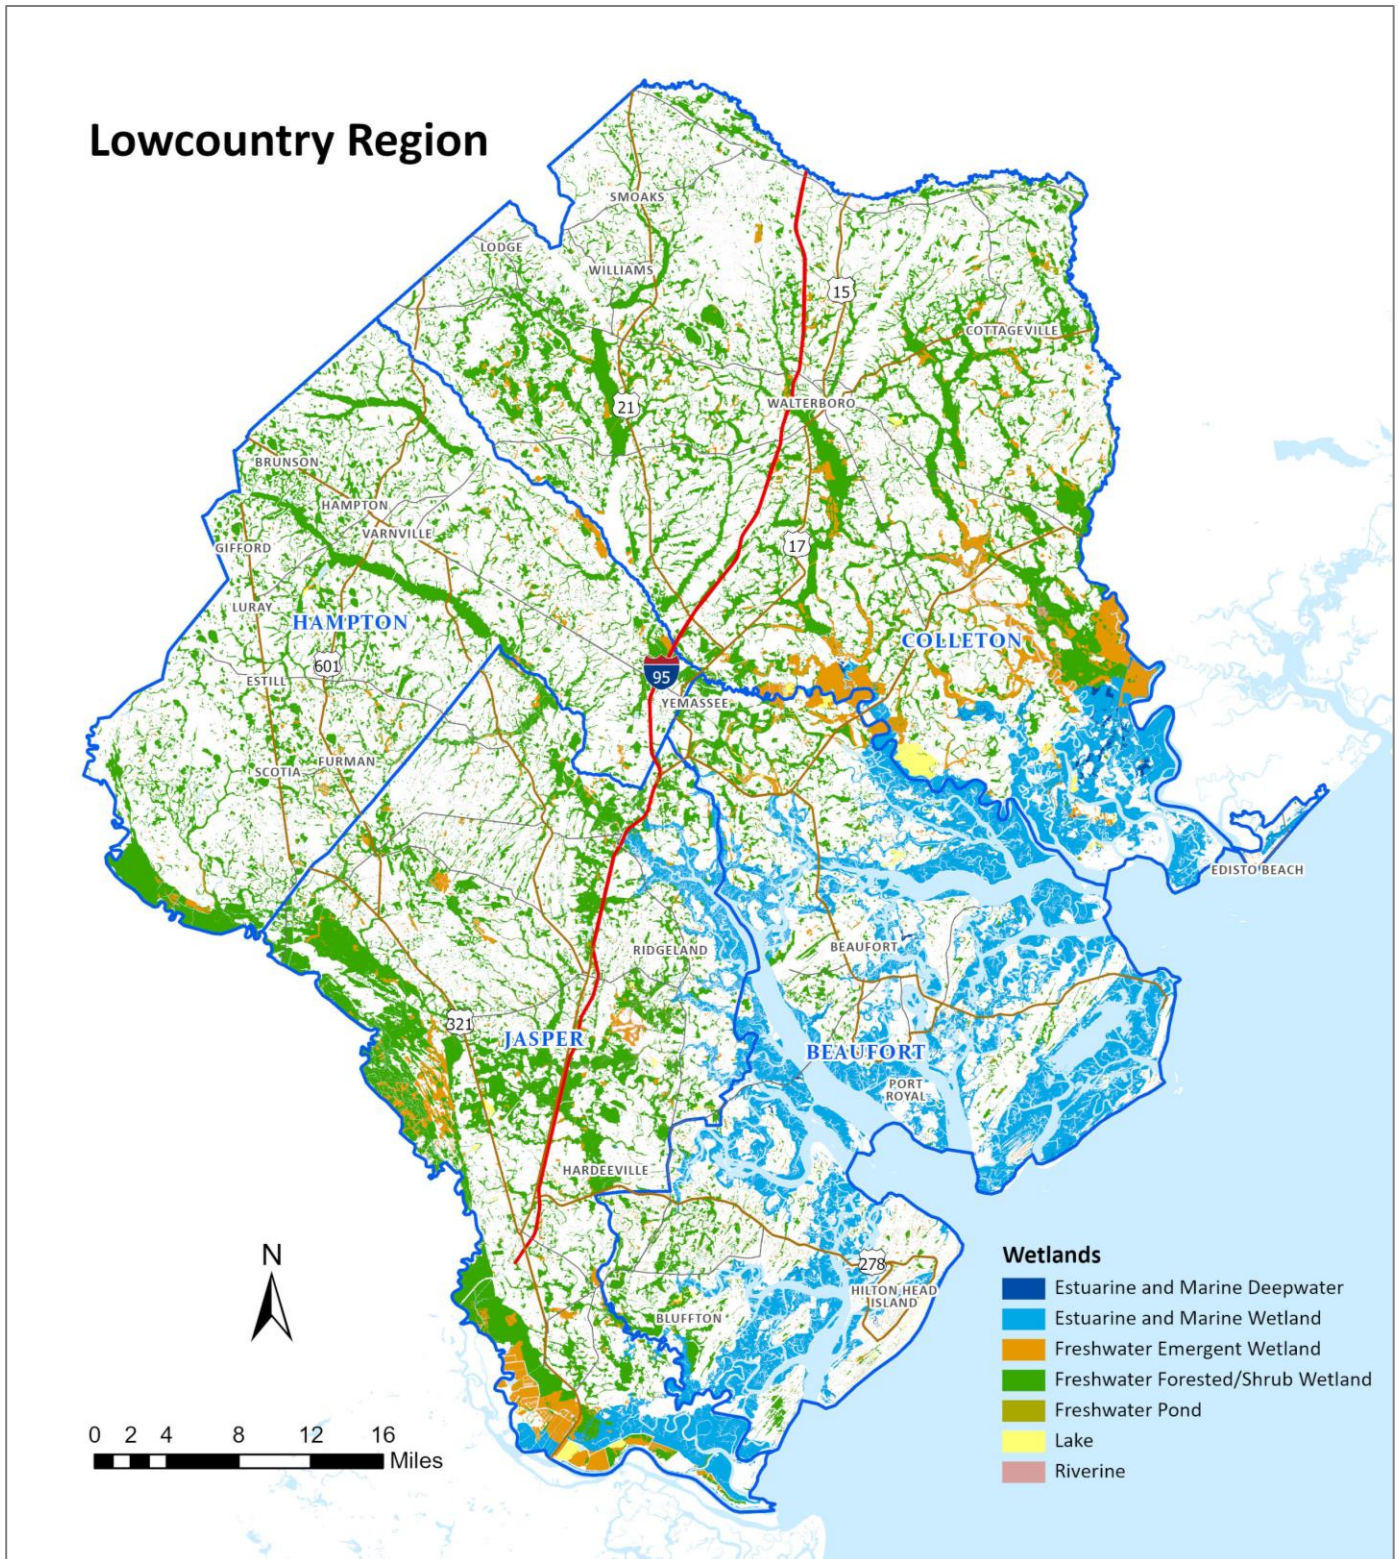 Lowcountry Region
SMOAKS
LODGE
WILLIAMS
15
COTTAGEVILLE
21
WALTERBORO
BRUNSON
HAMPTON
VARNVILLE
17
GIFFORD
LURAY
HAMPTON
COLLETON
601
ESTILL
95
YEMASSEE
SCOTIA
FURMAN
EDISTO BEACH
RIDGELAND
BEAUFORT
321
JASPER
BEAUFORT
PORT
ROYAL
HARDEEVILLE
278
HILTON HEAD
ISLAND
BLUFFTON
N
0 2 4 8 12 16
Miles
Wetlands
Estuarine and Marine Deepwater
Estuarine and Marine Wetland
Freshwater Emergent Wetland
Freshwater Forested/Shrub Wetland
Freshwater Pond
Lake
Riverine